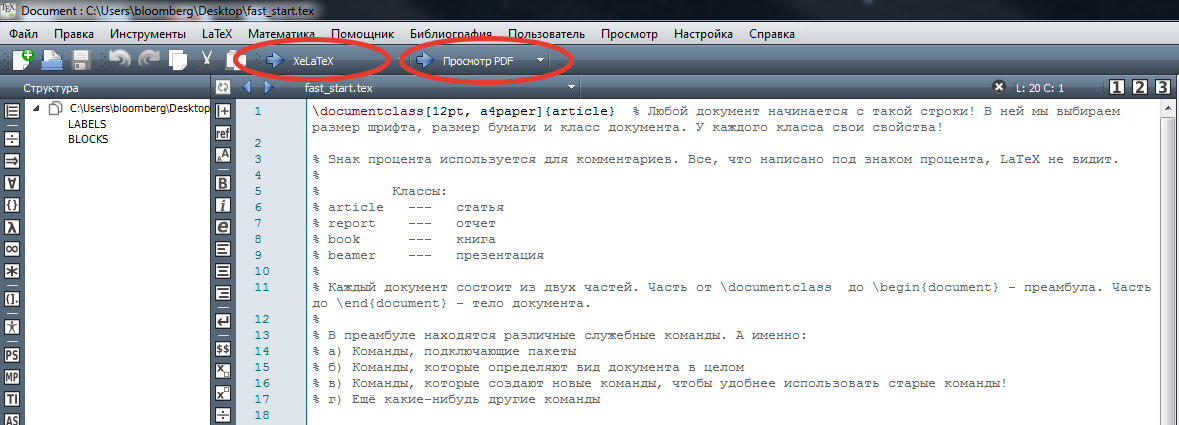 Document : C:\Users\bloomberg\Desktop\fast_start.tex
Файл Правка Инструменты LaTeX Математика Помощник Библиография Пользователь Просмотр Настройка Справка
XeLaTeX Просмотр PDF
Структура fast_start.tex L: 20 C: 1 1 2 3
C:\Users\bloomberg\Desktop
LABELS
BLOCKS
1 \documentclass[12pt, a4paper]{article} % Любой документ начинается с такой строки! В ней мы выбираем
размер шрифта, размер бумаги и класс документа. У каждого класса свои свойства!
2
3 % Знак процента используется для комментариев. Все, что написано под знаком процента, LaTeX не видит.
4 %
5 % Классы:
6 % article --- статья
7 % report --- отчет
8 % book --- книга
9 % beamer --- презентация
10 %
11 % Каждый документ состоит из двух частей. Часть от \documentclass до \begin{document} – преамбула. Часть
до \end{document} – тело документа.
12 %
13 % В преамбуле находятся различные служебные команды. А именно:
14 % а) Команды, подключающие пакеты
15 % б) Команды, которые определяют вид документа в целом
16 % в) Команды, которые создают новые команды, чтобы удобнее использовать старые команды!
17 % г) Ещё какие-нибудь другие команды
18
ref
B
i
e
$$
PS
MP
TI
AS